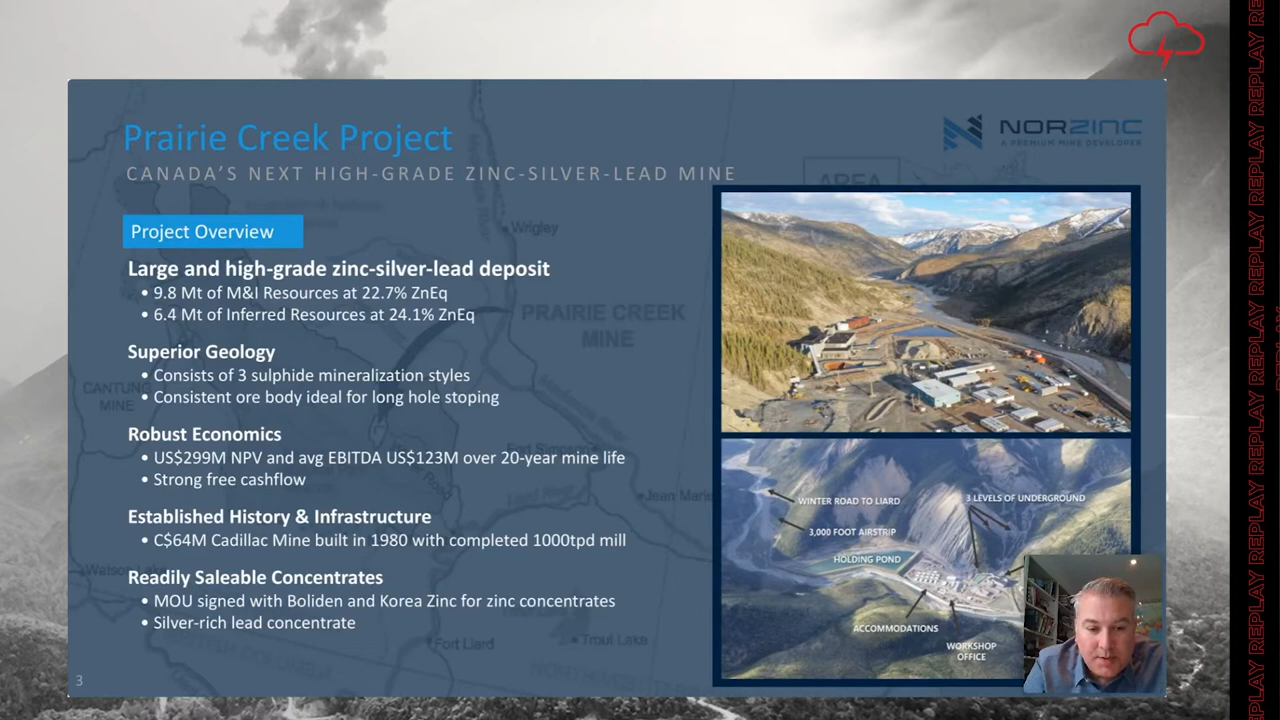 Prairie Creek Project
NORZINC
A PREMIUM MINE DEVELOPER
CANADA'S NEXT HIGH-GRADE ZINC-SILVER-LEAD MINE
AREA
Project Overview
Wrigley
Large and high-grade zinc-silver-lead deposit
• 9.8 Mt of M&I Resources at 22.7% ZnEq
• 6.4 Mt of Inferred Resources at 24.1% ZnEq
PRAIRIE CREEK
MINE
Superior Geology
• Consists of 3 sulphide mineralization styles
• Consistent ore body ideal for long hole stoping
CANTUNG
MINE
Robust Economics
• US$299M NPV and avg EBITDA US$123M over 20-year mine life
• Strong free cashflow
Road
Jean Marie
Established History & Infrastructure
• C$64M Cadillac Mine built in 1980 with completed 1000tpd mill
Readily Saleable Concentrates
• MOU signed with Boliden and Korea Zinc for zinc concentrates
• Silver-rich lead concentrate
Fort Liard
Trout Lake
WINTER ROAD TO LIARD
3 LEVELS OF UNDERGROUND
3,000 FOOT AIRSTRIP
HOLDING POND
ACCOMMODATIONS
WORKSHOP
OFFICE
3
REPLAY REPLAY REPLAY REPLAY REPLAY